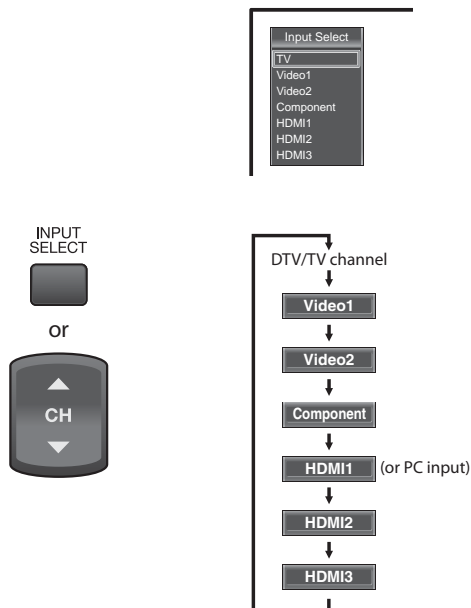 Input Select
TV
Video1
Video2
Component
HDMI1
HDMI2
HDMI3
INPUT
SELECT
or
CH
DTV/TV channel
Video1
Video2
Component
HDMI1 (or PC input)
HDMI2
HDMI3